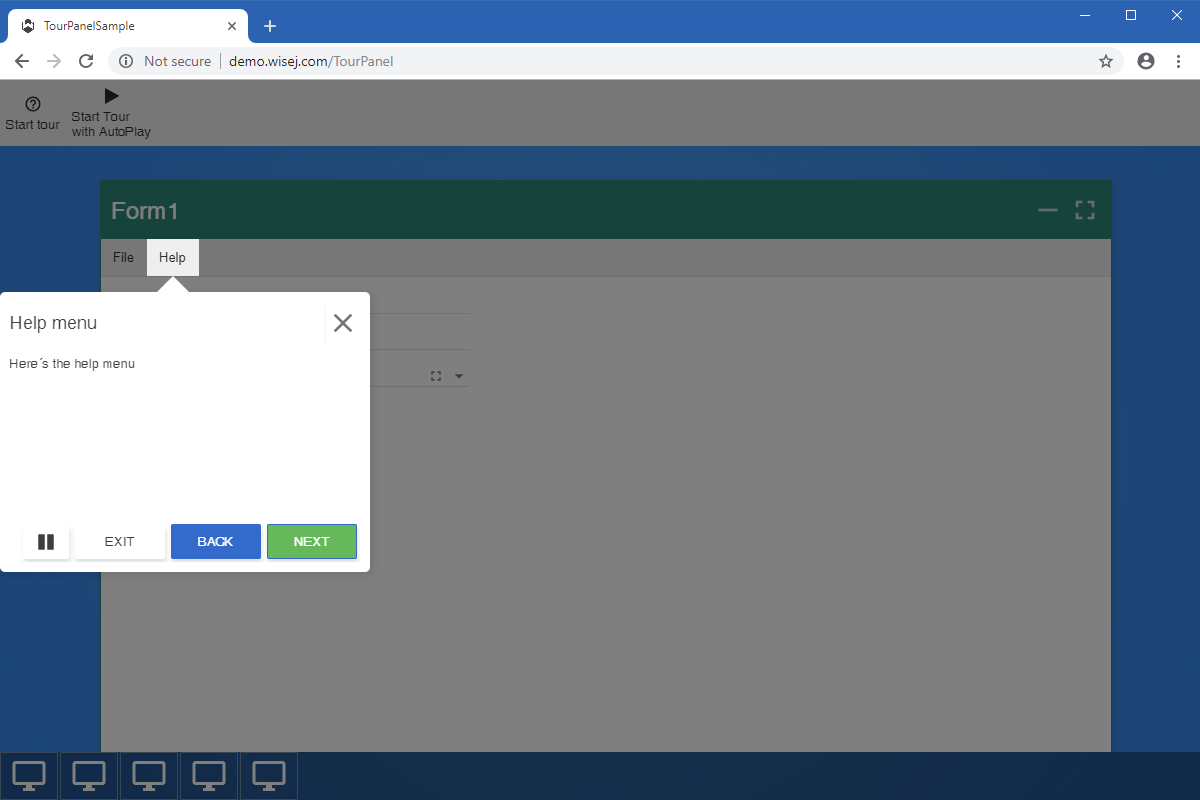 TourPanelSample
Not secure
demo.wisej.com/TourPanel
Start tour
Start Tour
with AutoPlay
Form1
File
Help
Help menu
Here´s the help menu
EXIT
BACK
NEXT